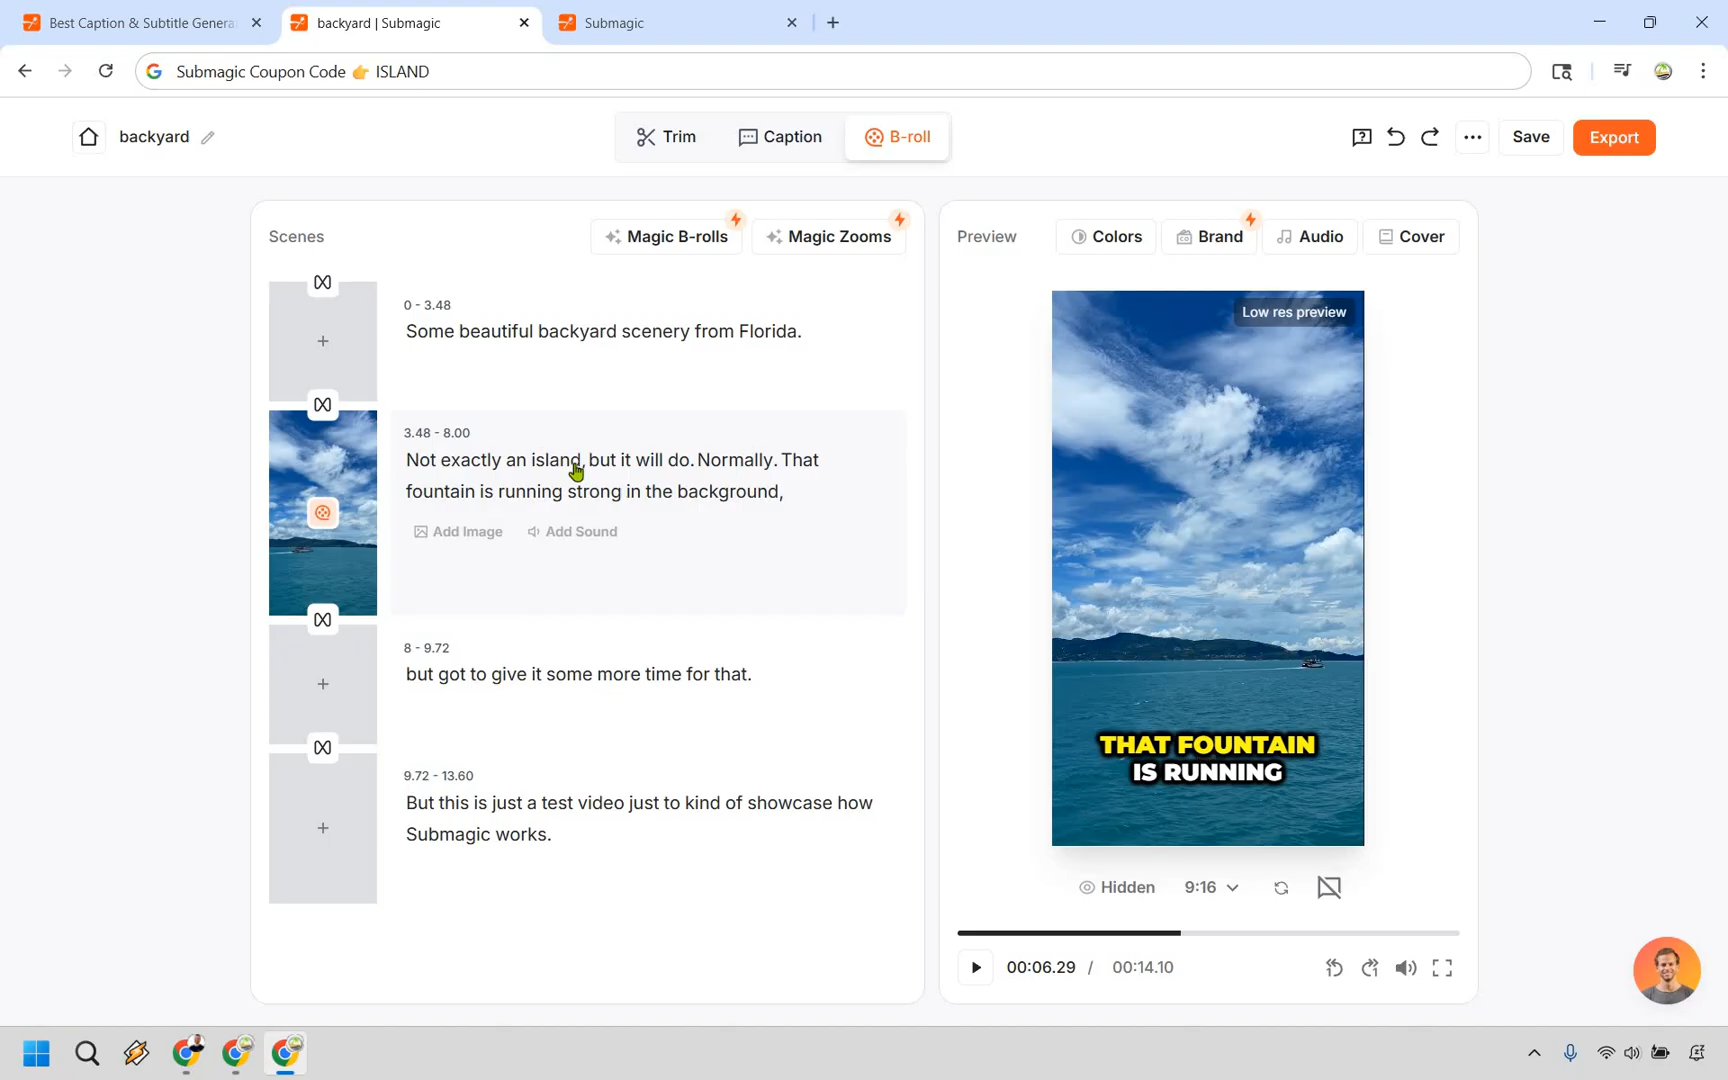 Best Caption & Subtitle Genera
backyard | Submagic
Submagic
Submagic Coupon Code 👉 ISLAND
backyard
Trim
Caption
B-roll
Save
Export
Scenes
Magic B-rolls
Magic Zooms
Preview
Colors
Brand
Audio
Cover
0 - 3.48
Some beautiful backyard scenery from Florida.
3.48 - 8.00
Not exactly an island, but it will do. Normally. That
fountain is running strong in the background,
Add Image
Add Sound
8 - 9.72
but got to give it some more time for that.
9.72 - 13.60
But this is just a test video just to kind of showcase how
Submagic works.
Low res preview
THAT FOUNTAIN
IS RUNNING
Hidden
9:16
00:06.29 / 00:14.10